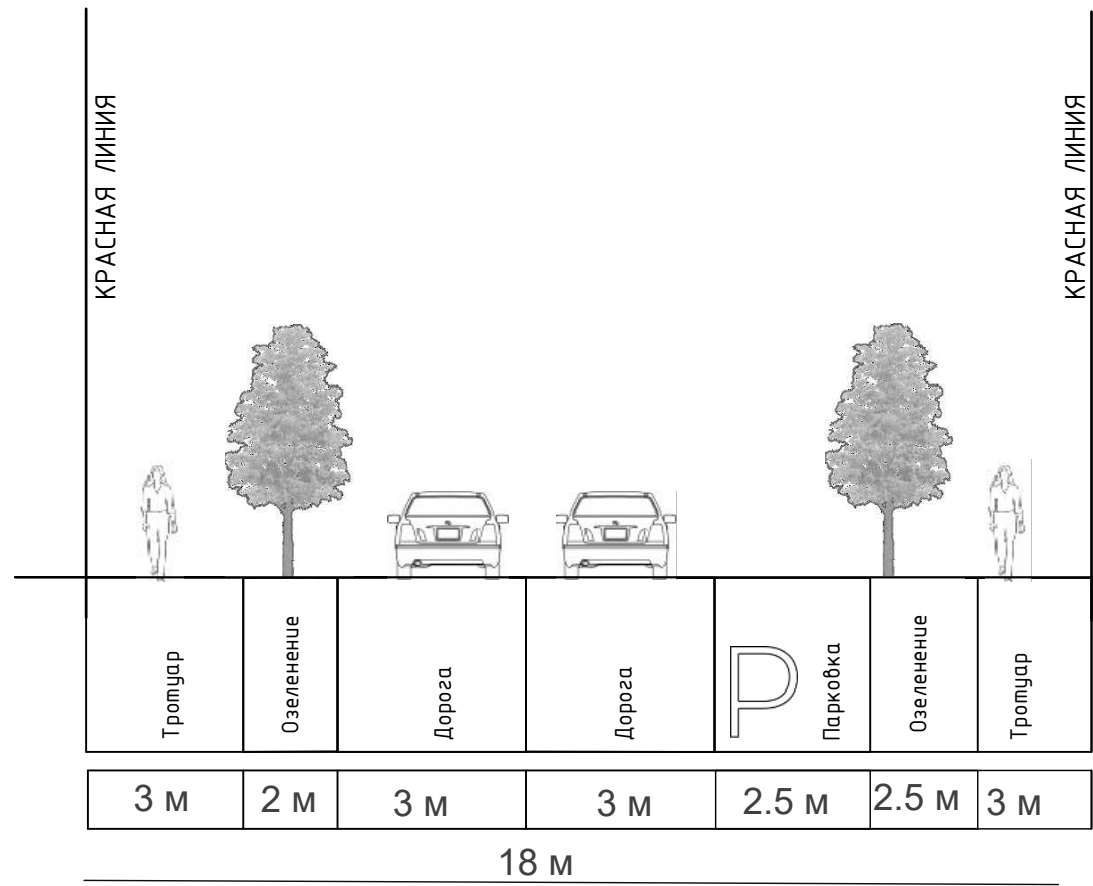 КРАСНАЯ ЛИНИЯ
КРАСНАЯ ЛИНИЯ
Тротуар
Озеленение
Дорога
Дорога
P
Парковка
Озеленение
Тротуар
3 м
2 м
3 м
3 м
2.5 м
2.5 м
3 м
18 м